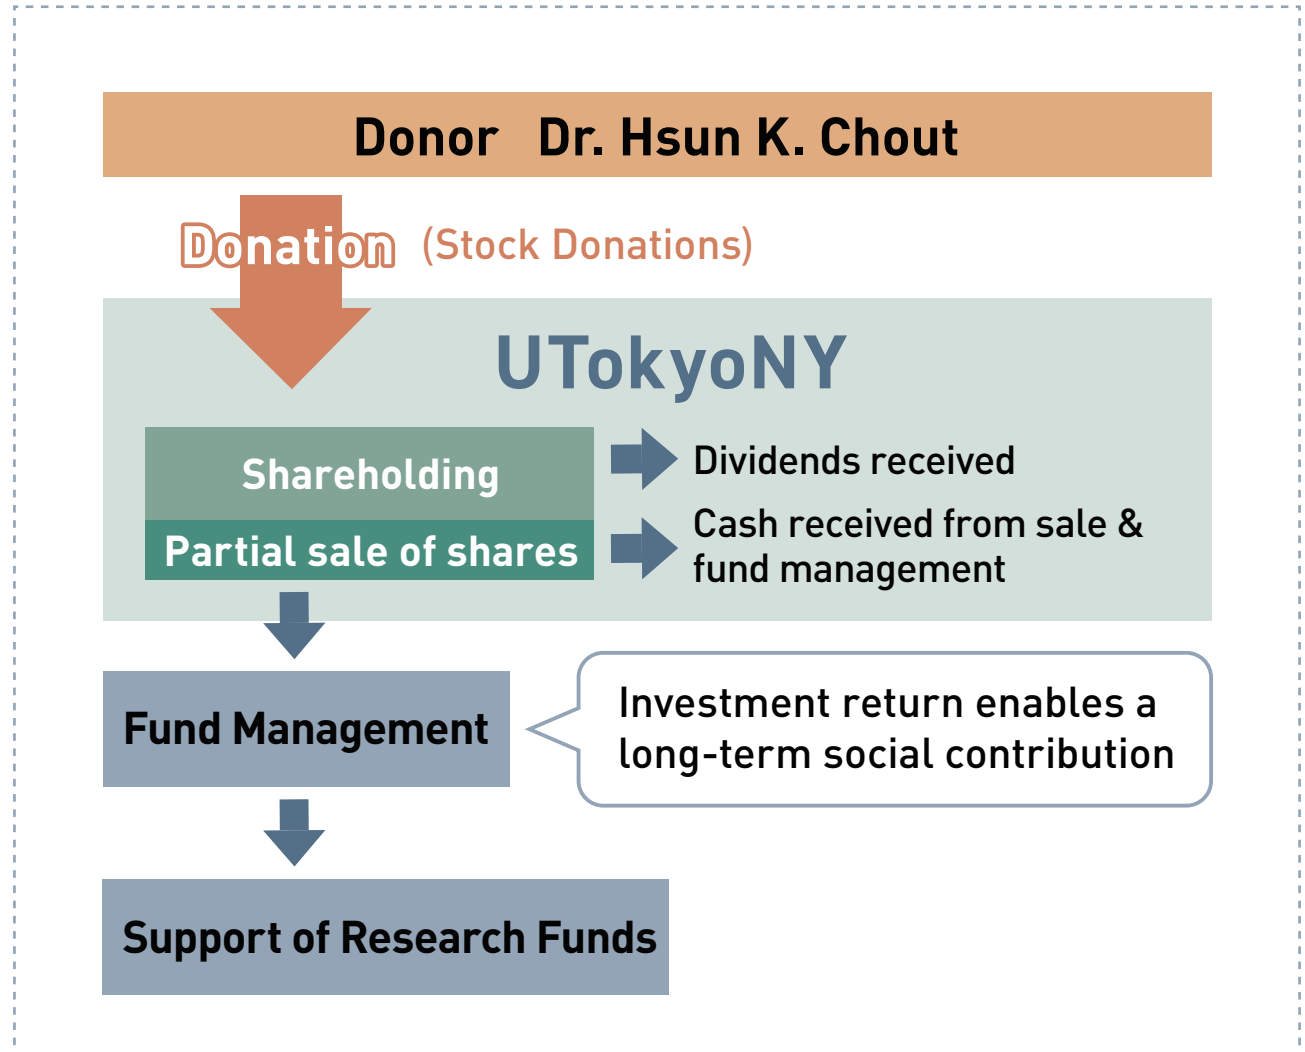 Donor Dr. Hsun K. Chout
Donation (Stock Donations)
UTokyoNY
Shareholding
Dividends received
Partial sale of shares
Cash received from sale &
fund management
Fund Management
Investment return enables a
long-term social contribution
Support of Research Funds